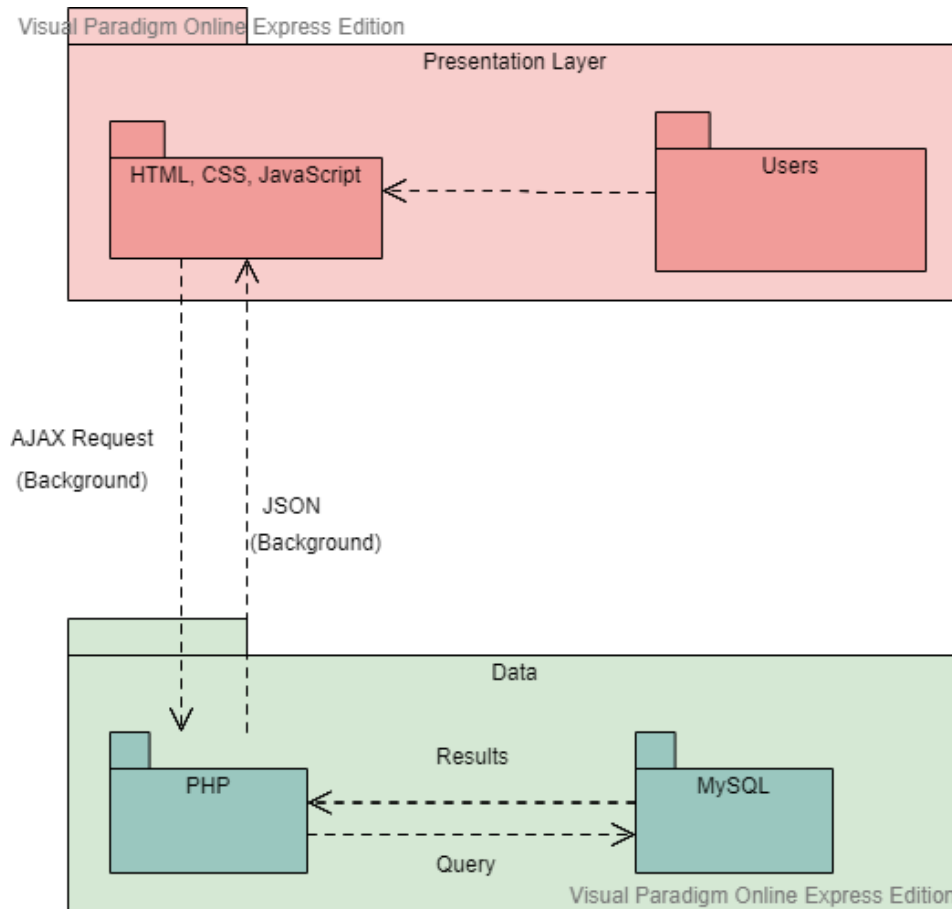 Visual Paradigm Online Express Edition
Presentation Layer
HTML, CSS, JavaScript
Users
AJAX Request
(Background)
JSON
(Background)
Data
Results
PHP
MySQL
Query
Visual Paradigm Online Express Edition